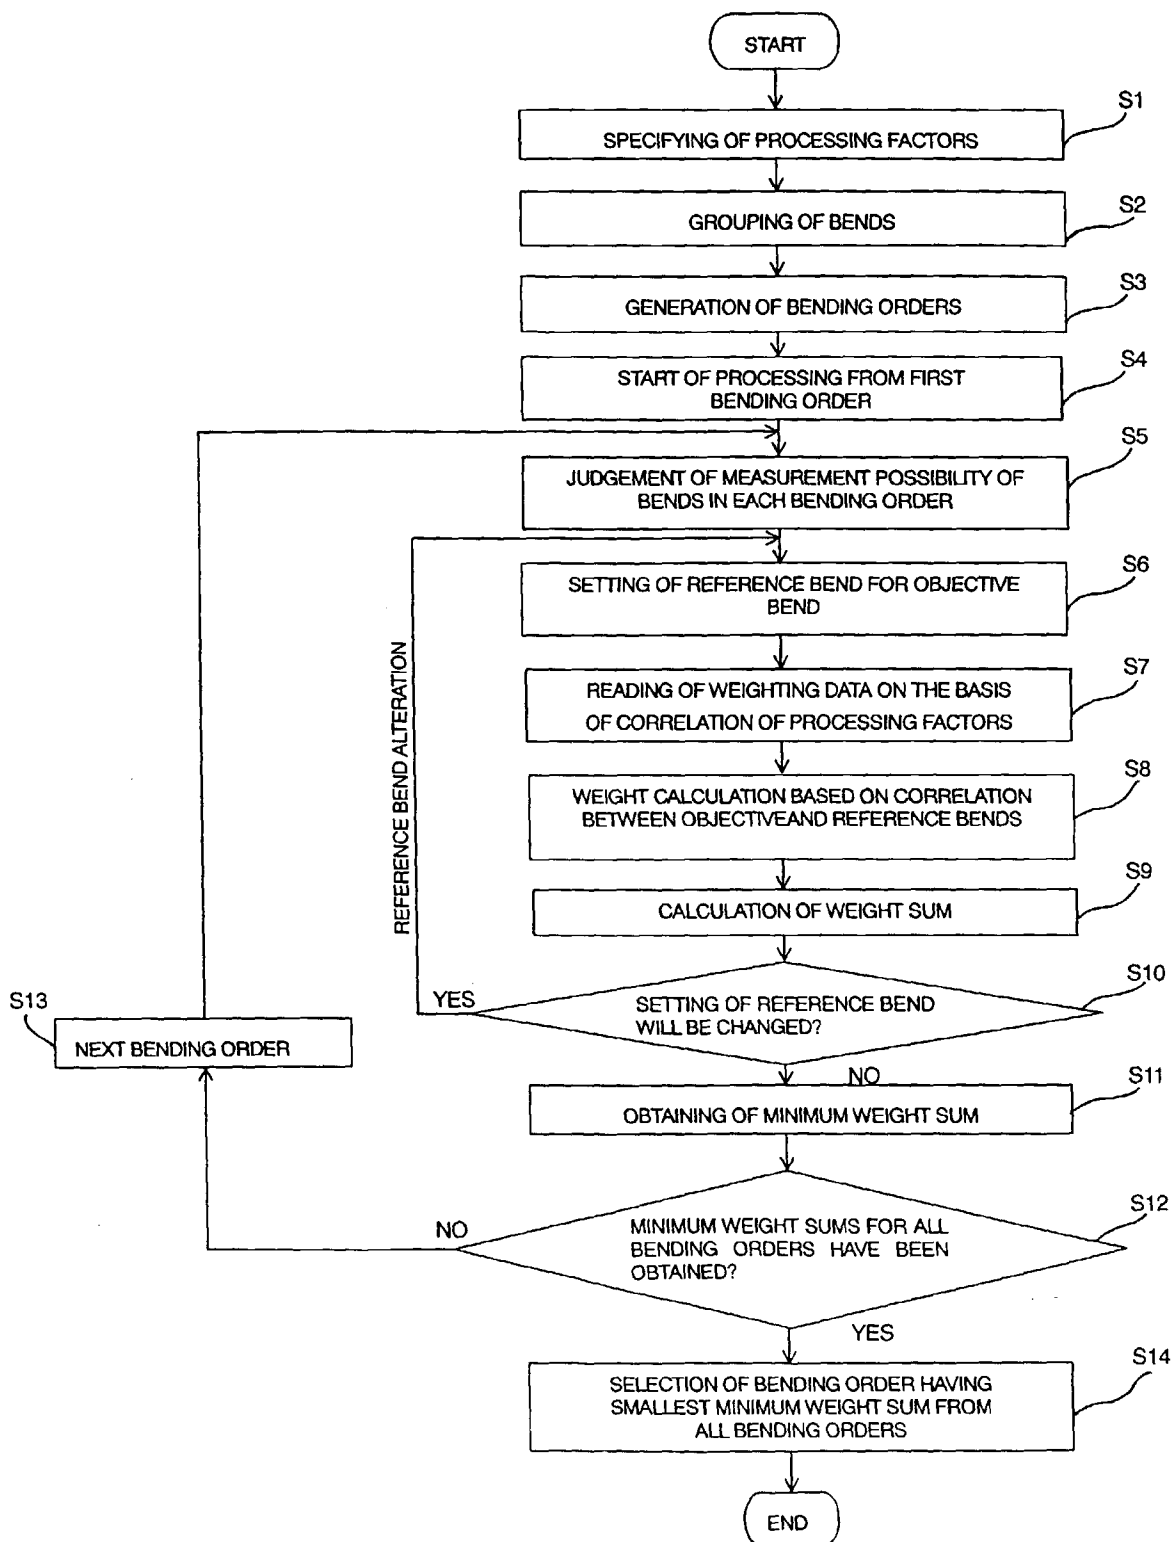 START
S1
SPECIFYING OF PROCESSING FACTORS
S2
GROUPING OF BENDS
S3
GENERATION OF BENDING ORDERS
S4
START OF PROCESSING FROM FIRST
BENDING ORDER
S5
JUDGEMENT OF MEASUREMENT POSSIBILITY OF
BENDS IN EACH BENDING ORDER
S6
SETTING OF REFERENCE BEND FOR OBJECTIVE
BEND
REFERENCE BEND ALTERATION
S7
READING OF WEIGHTING DATA ON THE BASIS
OF CORRELATION OF PROCESSING FACTORS
S8
WEIGHT CALCULATION BASED ON CORRELATION
BETWEEN OBJECTIVEAND REFERENCE BENDS
S9
CALCULATION OF WEIGHT SUM
S10
YES
SETTING OF REFERENCE BEND
WILL BE CHANGED?
S13
NEXT BENDING ORDER
NO
S11
OBTAINING OF MINIMUM WEIGHT SUM
S12
NO
MINIMUM WEIGHT SUMS FOR ALL
BENDING ORDERS HAVE BEEN
OBTAINED?
YES
S14
SELECTION OF BENDING ORDER HAVING
SMALLEST MINIMUM WEIGHT SUM FROM
ALL BENDING ORDERS
END